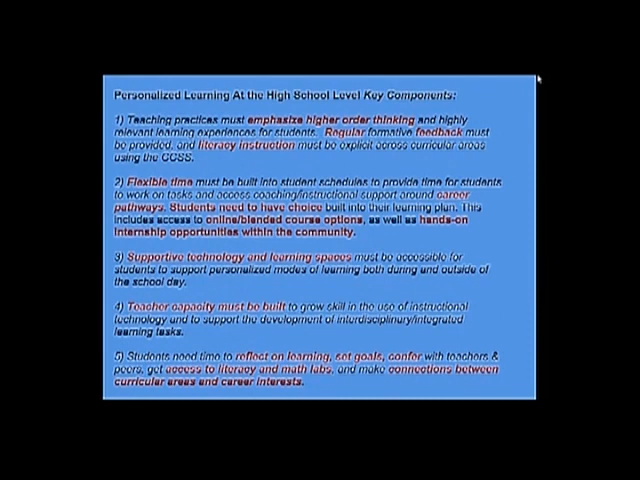 Personalized Learning At the High School Level Key Components:
1) Teaching practices must emphasize higher order thinking and highly
relevant learning experiences for students. Regular formative feedback must
be provided, and literacy instruction must be explicit across curricular areas
using the CCSS.
2) Flexible time must be built into student schedules to provide time for students
to work on tasks and access coaching/instructional support around career
pathways. Students need to have choice built into their learning plan. This
includes access to online/blended course options, as well as hands-on
internship opportunities within the community.
3) Supportive technology and learning spaces must be accessible for
students to support personalized modes of learning both during and outside of
the school day.
4) Teacher capacity must be built to grow skill in the use of instructional
technology and to support the development of interdisciplinary/integrated
learning tasks.
5) Students need time to reflect on learning, set goals, confer with teachers &
peers, get access to literacy and math labs, and make connections between
curricular areas and career interests.